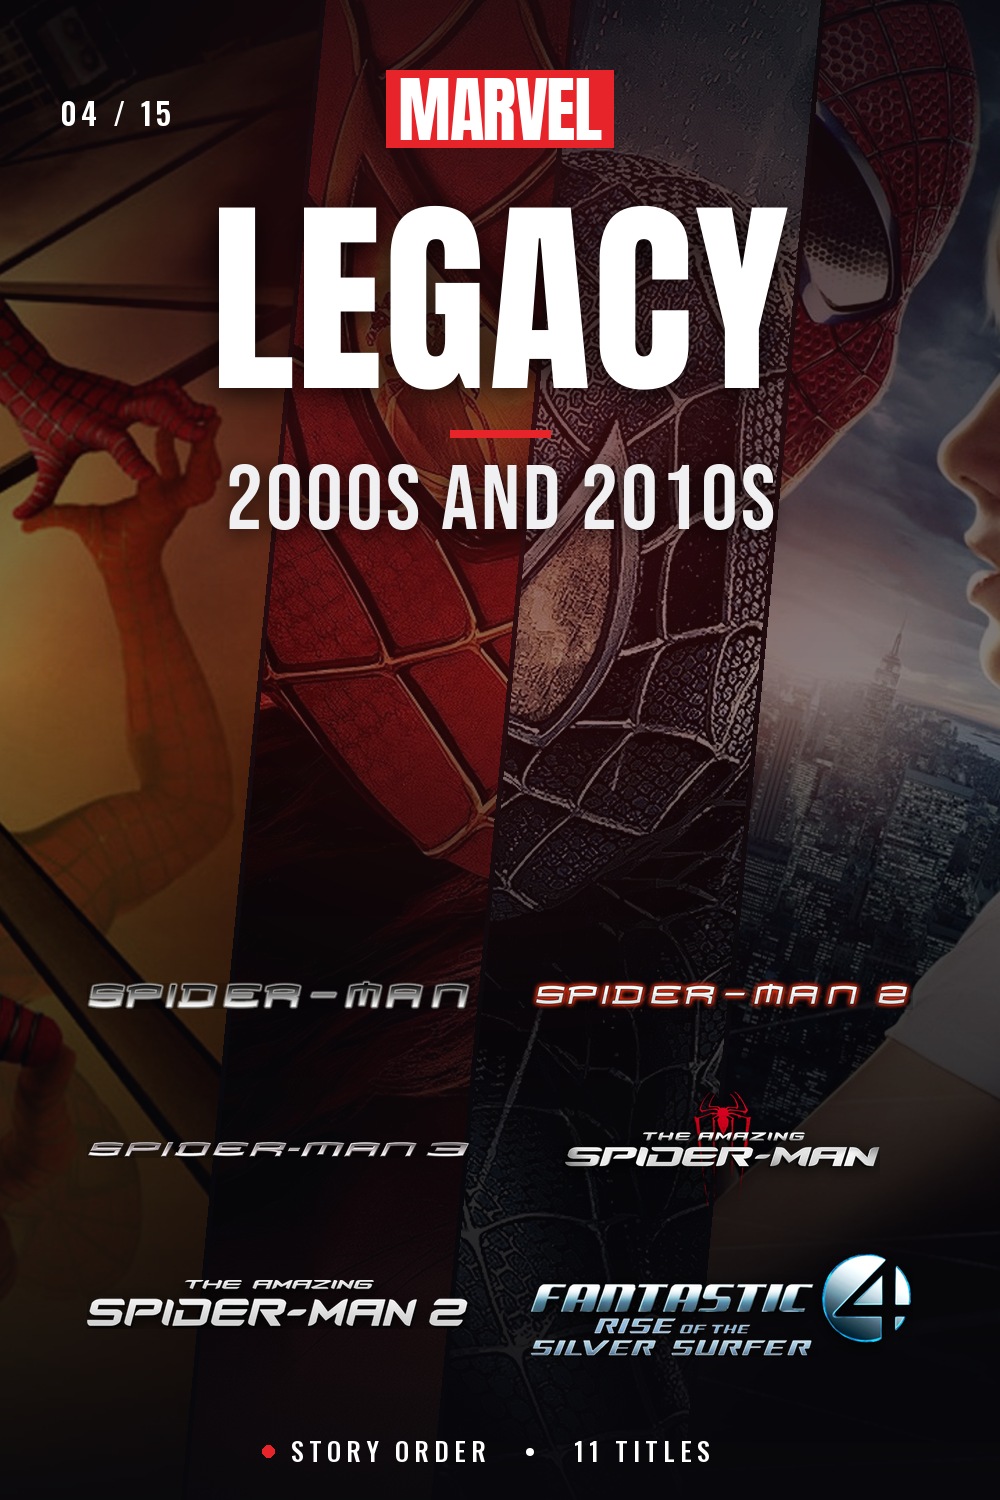 04 / 15
MARVEL
LEGACY
2000S AND 2010S
SPIDER-MAN
SPIDER-MAN 2
SPIDER-MAN 3
THE AMAZING
SPIDER-MAN
THE AMAZING
SPIDER-MAN 2
FANTASTIC 4
RISE OF THE
SILVER SURFER
STORY ORDER • 11 TITLES